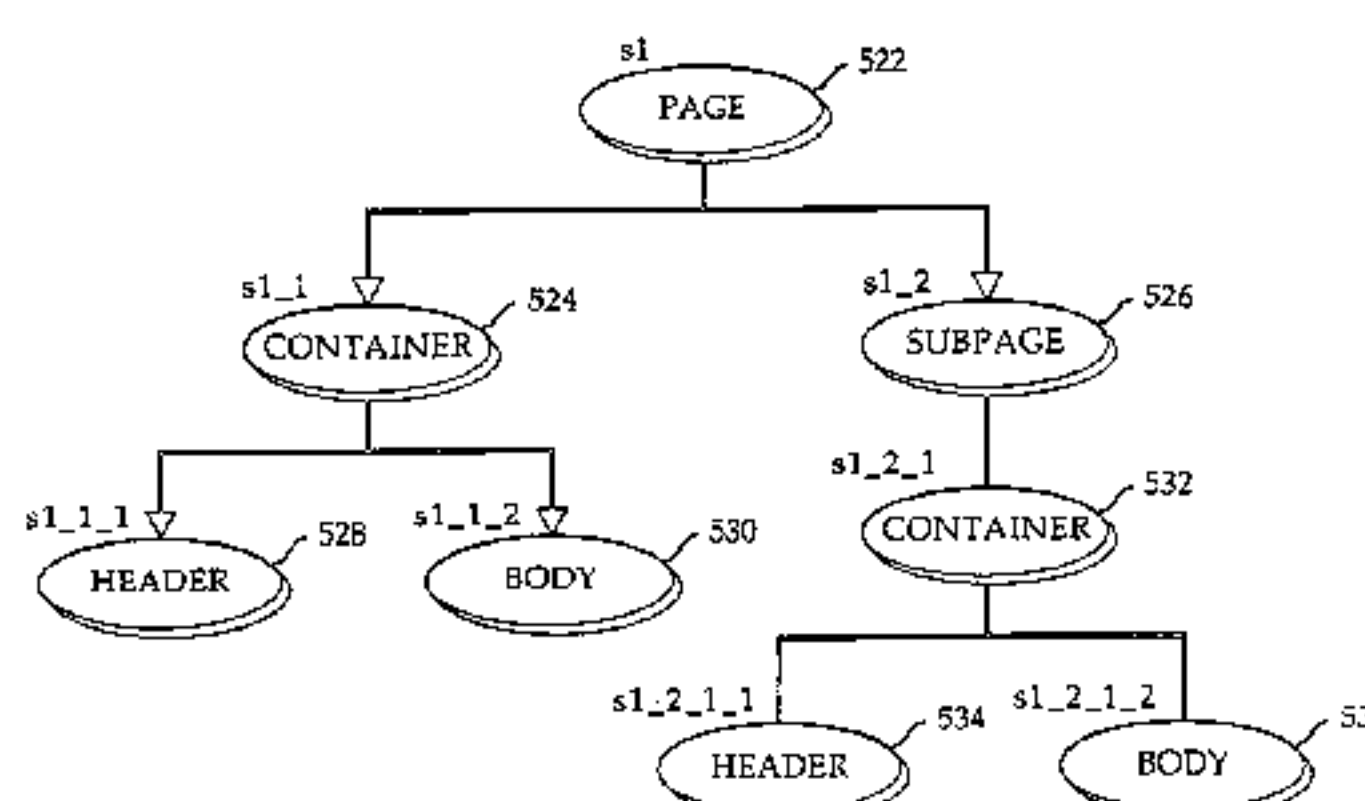 s1
522
PAGE
s1_1
524
CONTAINER
s1_2
526
SUBPAGE
s1_1_1
528
HEADER
s1_1_2
530
BODY
s1_2_1
532
CONTAINER
s1_2_1_1
534
HEADER
s1_2_1_2
BODY